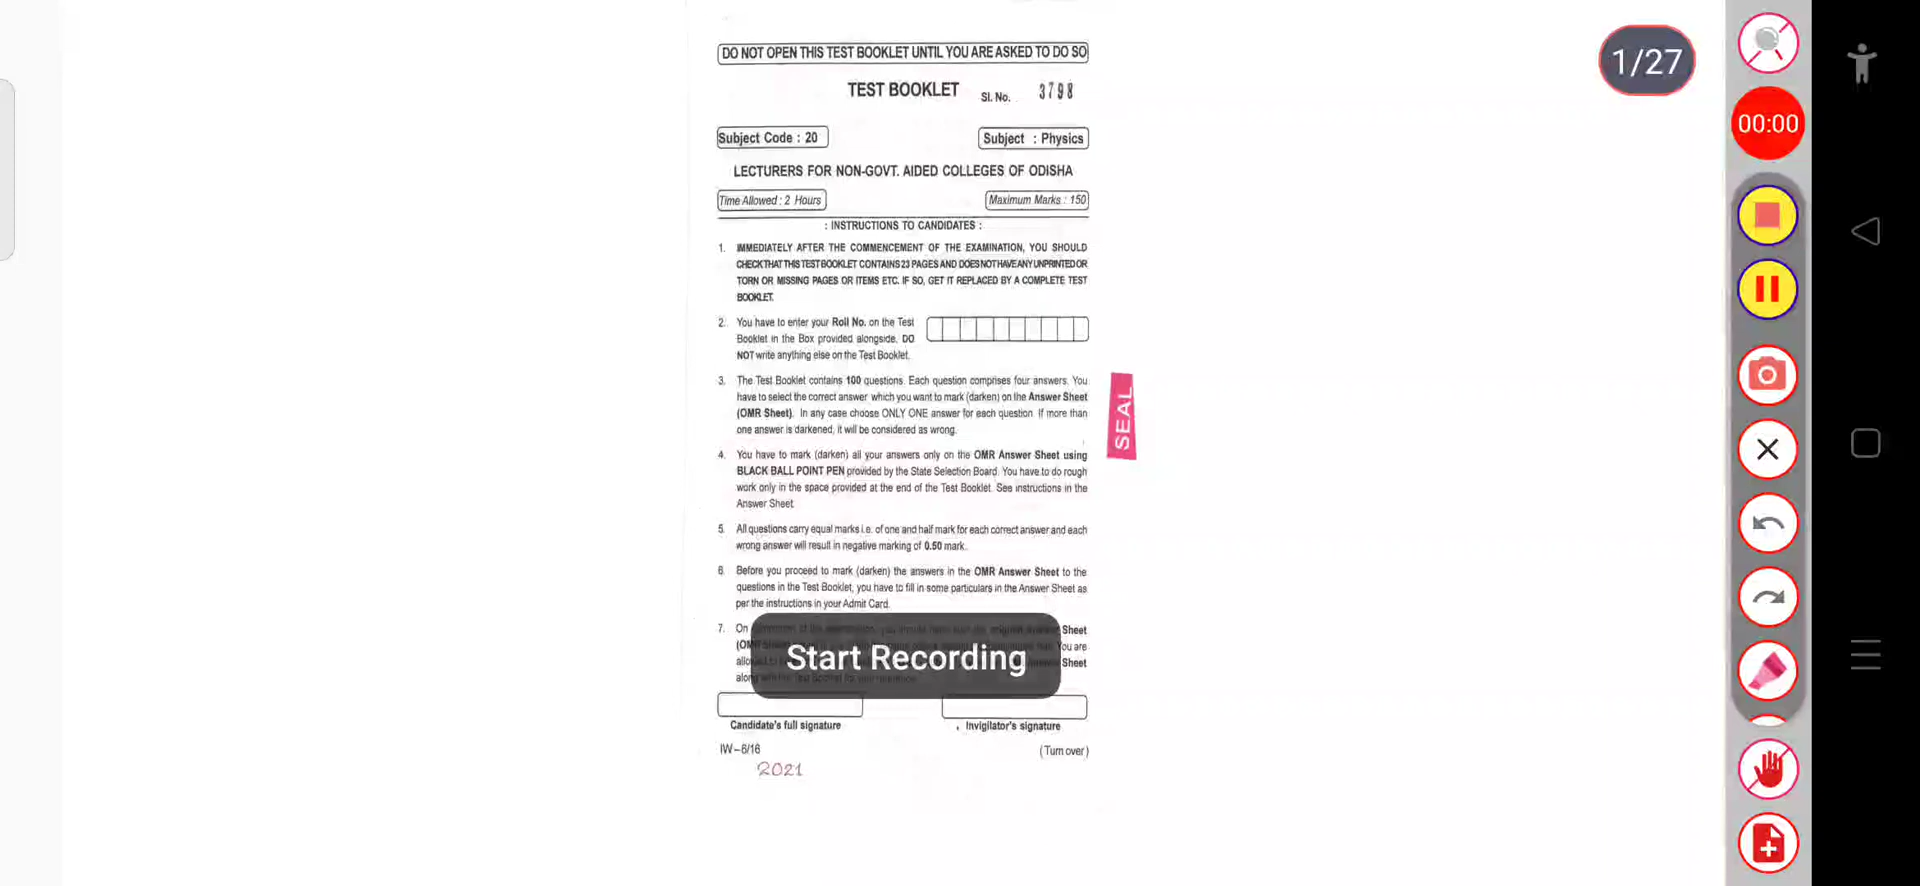 DO NOT OPEN THIS TEST BOOKLET UNTIL YOU ARE ASKED TO DO SO
TEST BOOKLET
Sl. No. 3798
Subject Code : 20
Subject : Physics
LECTURERS FOR NON-GOVT. AIDED COLLEGES OF ODISHA
Time Allowed : 2 Hours
Maximum Marks : 150
: INSTRUCTIONS TO CANDIDATES :
1. IMMEDIATELY AFTER THE COMMENCEMENT OF THE EXAMINATION, YOU SHOULD
CHECK THAT THIS TEST BOOKLET CONTAINS 23 PAGES AND DOES NOT HAVE ANY UNPRINTED OR
TORN OR MISSING PAGES OR ITEMS ETC. IF SO, GET IT REPLACED BY A COMPLETE TEST
BOOKLET.
2. You have to enter your Roll No. on the Test
Booklet in the Box provided alongside. DO
NOT write anything else on the Test Booklet.
3. The Test Booklet contains 100 questions. Each question comprises four answers. You
have to select the correct answer which you want to mark (darken) on the Answer Sheet
(OMR Sheet). In any case choose ONLY ONE answer for each question. If more than
one answer is darkened, it will be considered as wrong.
4. You have to mark (darken) all your answers only on the OMR Answer Sheet using
BLACK BALL POINT PEN provided by the State Selection Board. You have to do rough
work only in the space provided at the end of the Test Booklet. See instructions in the
Answer Sheet.
5. All questions carry equal marks i.e. of one and half mark for each correct answer and each
wrong answer will result in negative marking of 0.50 mark.
6. Before you proceed to mark (darken) the answers in the OMR Answer Sheet to the
questions in the Test Booklet, you have to fill in some particulars in the Answer Sheet as
per the instructions in your Admit Card.
7. On Sheet
You are
Sheet
along
Start Recording
Candidate's full signature
Invigilator's signature
IW–6/16
(Turn over)
2021
SEAL
1/27
00:00